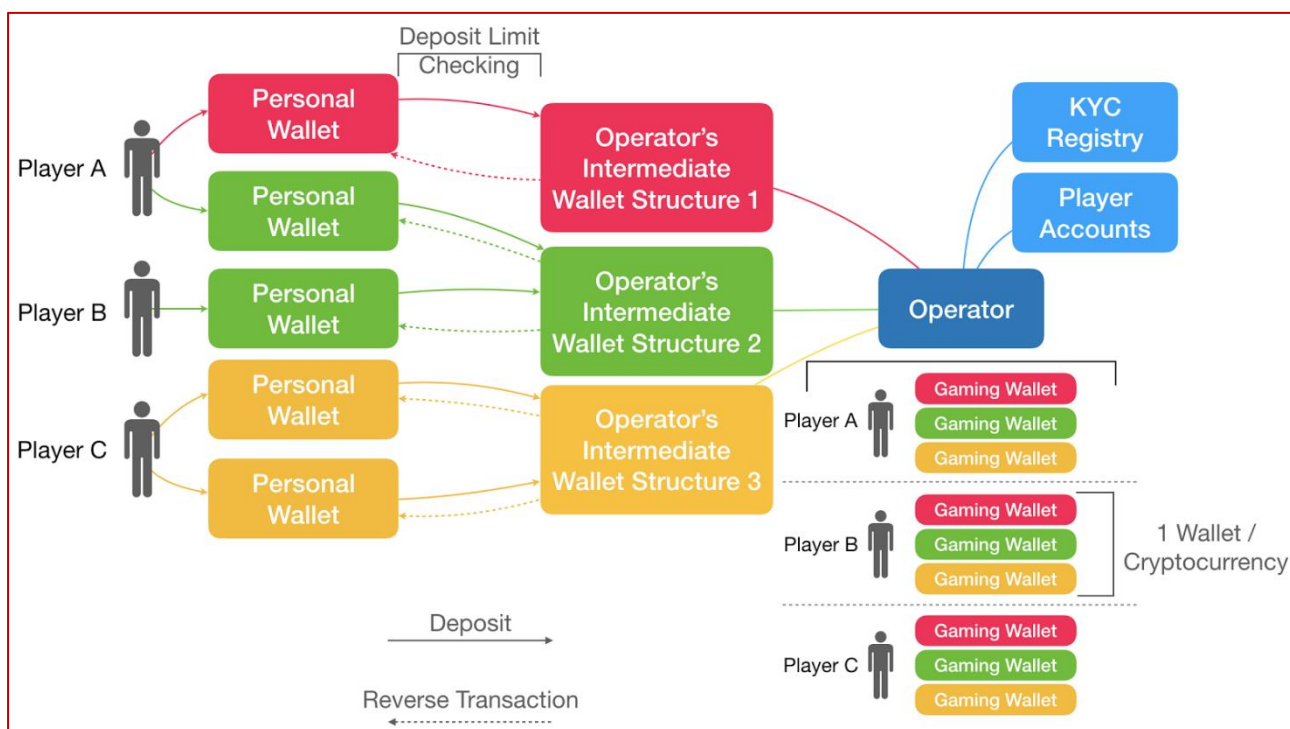 Deposit Limit
Checking
Personal
Wallet
Operator's
Intermediate
Wallet Structure 1
KYC
Registry
Player A
Personal
Wallet
Player
Accounts
Player B
Personal
Wallet
Operator's
Intermediate
Wallet Structure 2
Operator
Player C
Personal
Wallet
Personal
Wallet
Operator's
Intermediate
Wallet Structure 3
Player A
Gaming Wallet
Gaming Wallet
Gaming Wallet
Player B
Gaming Wallet
Gaming Wallet
Gaming Wallet
1 Wallet /
Cryptocurrency
Player C
Gaming Wallet
Gaming Wallet
Gaming Wallet
Deposit
Reverse Transaction